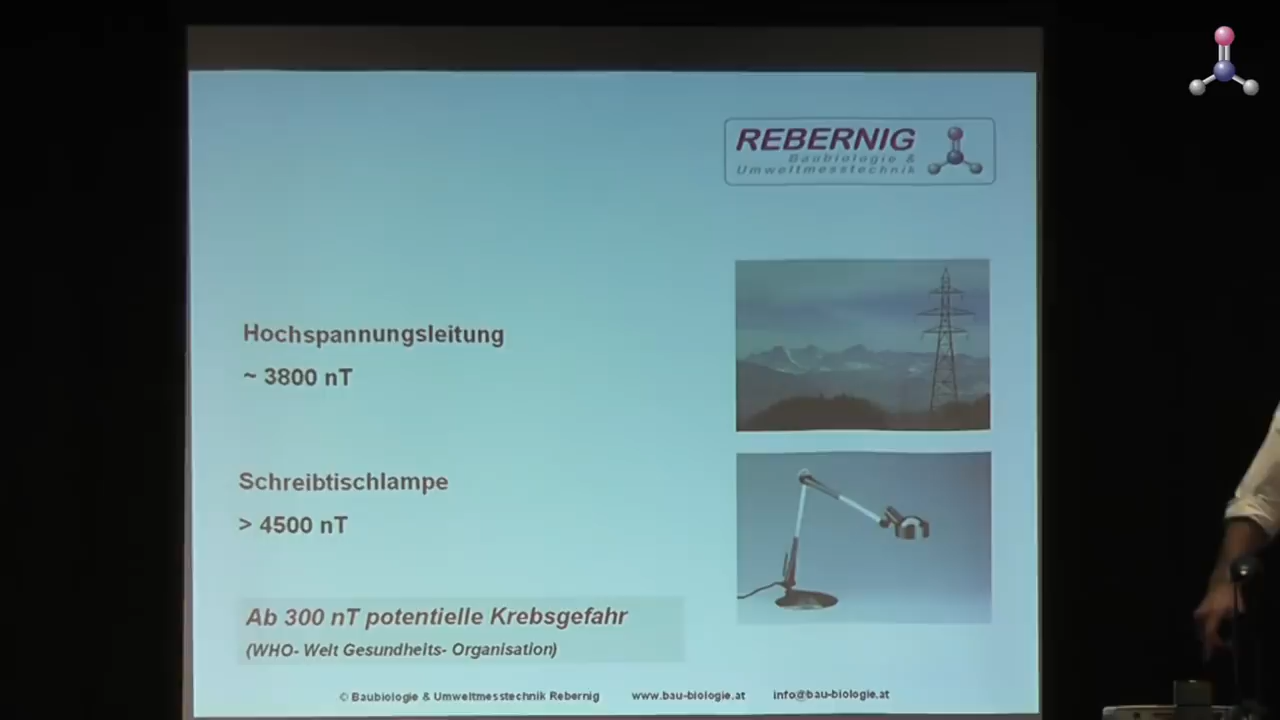 REBERNIG
Baubiologie &
Umweltmesstechnik
Hochspannungsleitung
~ 3800 nT
Schreibtischlampe
> 4500 nT
Ab 300 nT potentielle Krebsgefahr
(WHO- Welt Gesundheits- Organisation)
© Baubiologie & Umweltmesstechnik Rebernig www.bau-biologie.at info@bau-biologie.at